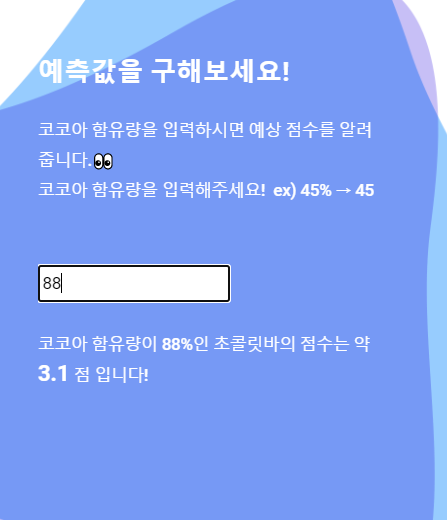 예측값을 구해보세요!
코코아 함유량을 입력하시면 예상 점수를 알려
줍니다.👀
코코아 함유량을 입력해주세요! ex) 45% → 45
88
코코아 함유량이 88%인 초콜릿바의 점수는 약
3.1 점 입니다!